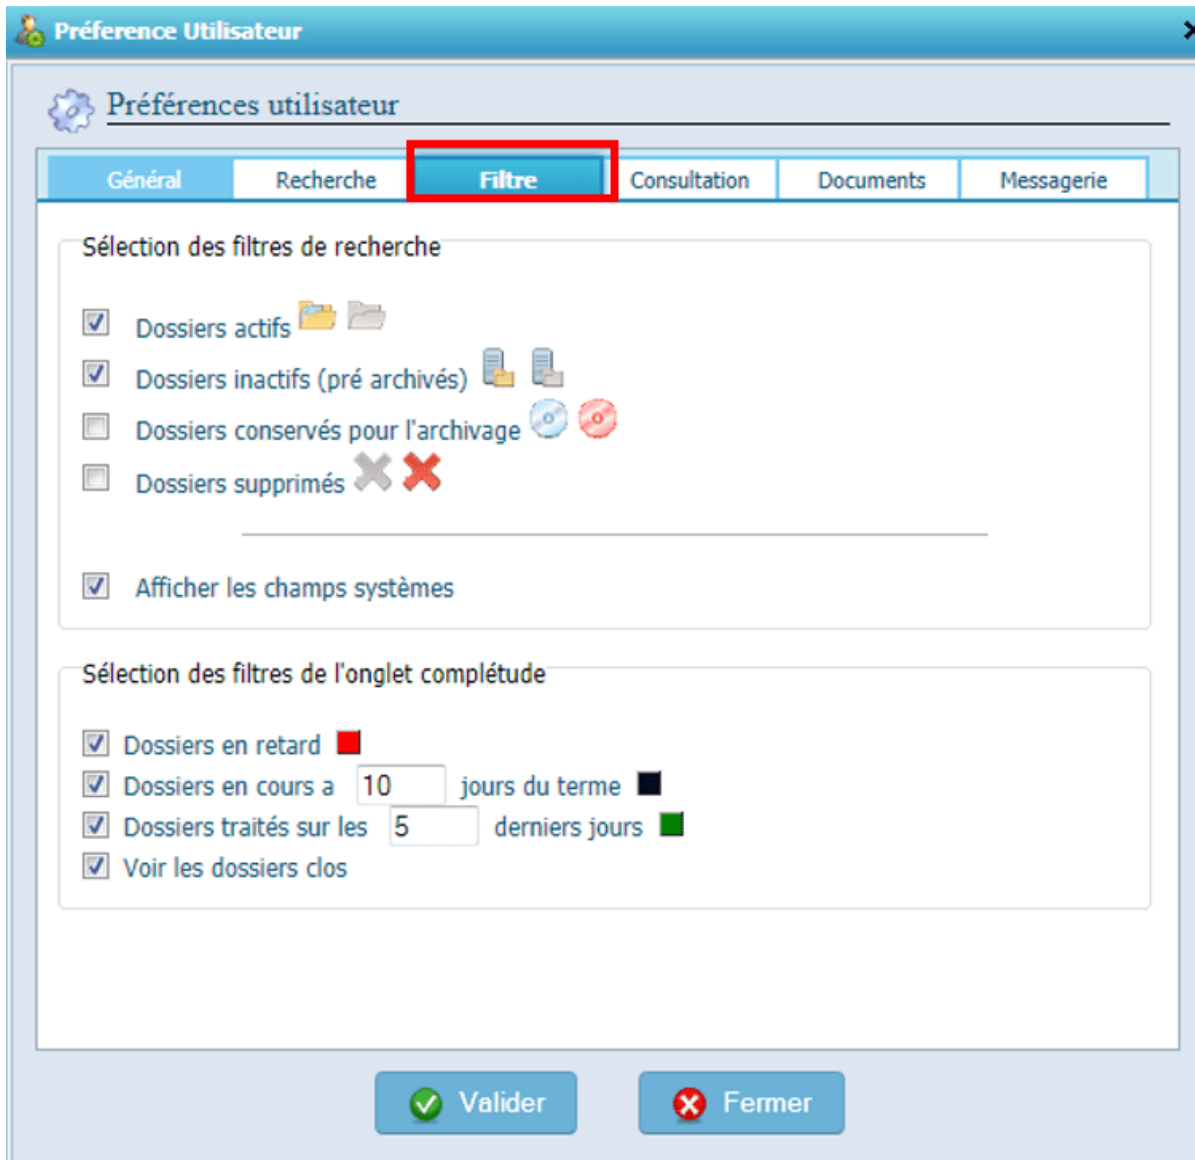 Préference Utilisateur
Préférences utilisateur
Général Recherche Filtre Consultation Documents Messagerie
Sélection des filtres de recherche
Dossiers actifs
Dossiers inactifs (pré archivés)
Dossiers conservés pour l'archivage
Dossiers supprimés
Afficher les champs systèmes
Sélection des filtres de l'onglet complétude
Dossiers en retard
Dossiers en cours a 10 jours du terme
Dossiers traités sur les 5 derniers jours
Voir les dossiers clos
Valider Fermer